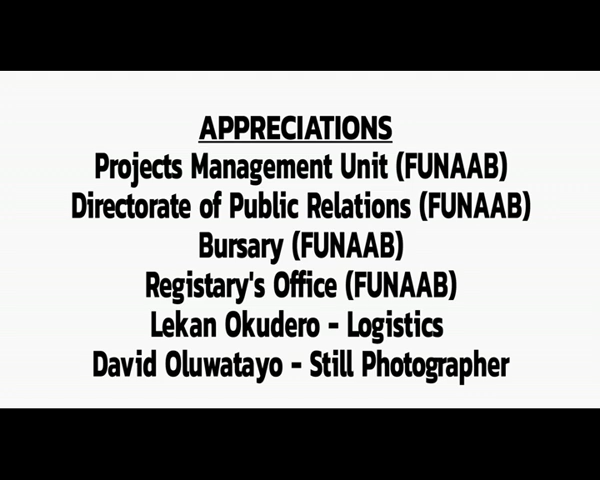 APPRECIATIONS
Projects Management Unit (FUNAAB)
Directorate of Public Relations (FUNAAB)
Bursary (FUNAAB)
Registary's Office (FUNAAB)
Lekan Okudero - Logistics
David Oluwatayo - Still Photographer